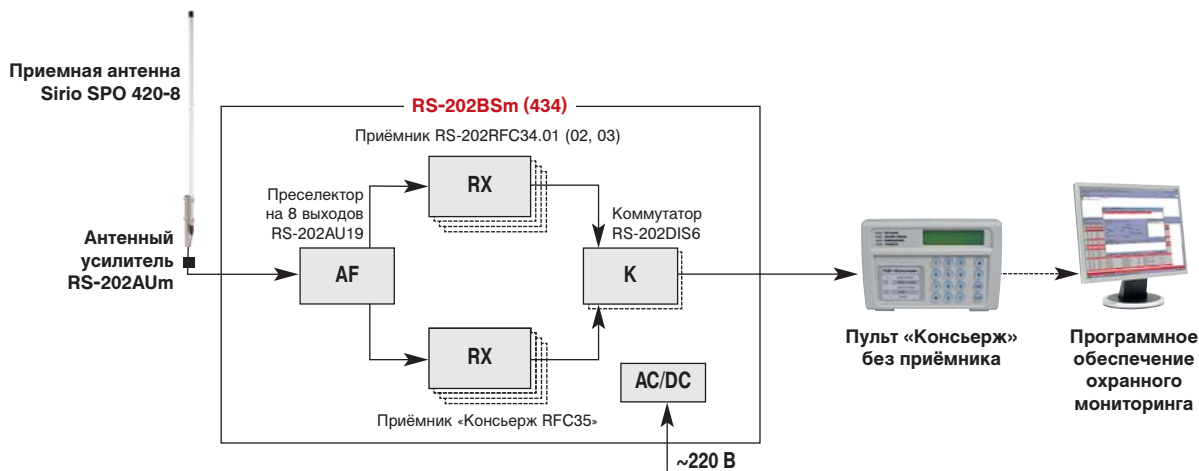 Приемная антенна
Sirio SPO 420-8
Антенный
усилитель
RS-202AUm
RS-202BSm (434)
Приёмник RS-202RFC34.01 (02, 03)
RX
Преселектор
на 8 выходов
RS-202AU19
AF
Коммутатор
RS-202DIS6
K
RX
Приёмник «Консьерж RFC35»
AC/DC
~220 В
Пульт «Консьерж»
без приёмника
Программное
обеспечение
охранного
мониторинга